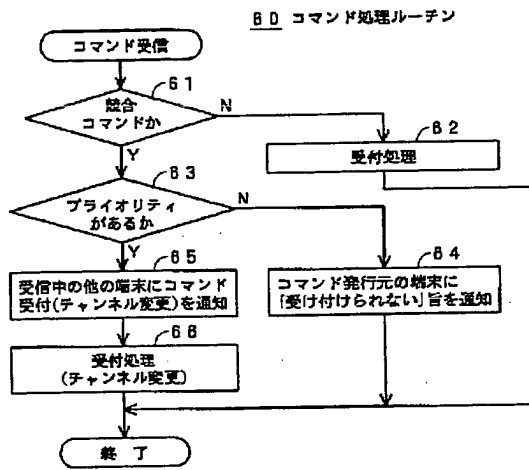 60 コマンド処理ルーチン
コマンド受信
61
競合
コマンドか
N
Y
62
受付処理
63
プライオリティ
があるか
N
Y
64
コマンド発行元の端末に
「受け付けられない」旨を通知
65
受信中の他の端末にコマンド
受付(チャンネル変更)を通知
66
受付処理
(チャンネル変更)
終 了